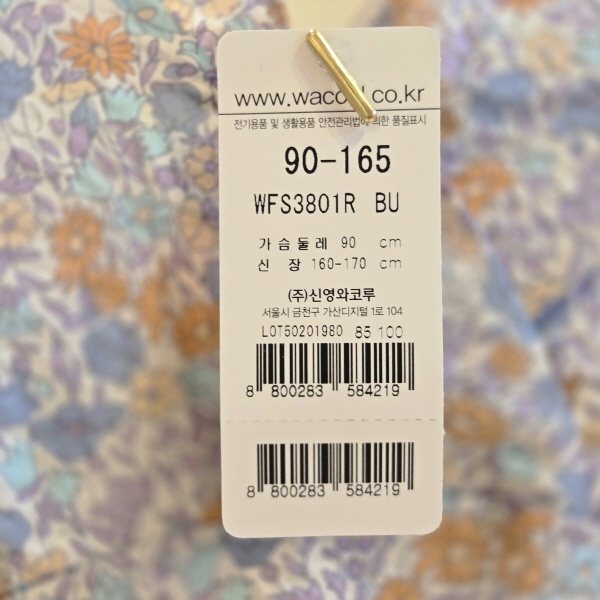 www.waco l.co.kr
전기용품 및 생활용품 안전관리법에 의한 품질표시
90-165
WFS3801R BU
가슴둘레 90 cm
신 장 160-170 cm
(주)신영와코루
서울시 금천구 가산디지털 1로 104
LOT50201980 85 100
8 800283 584219
8 800283 584219